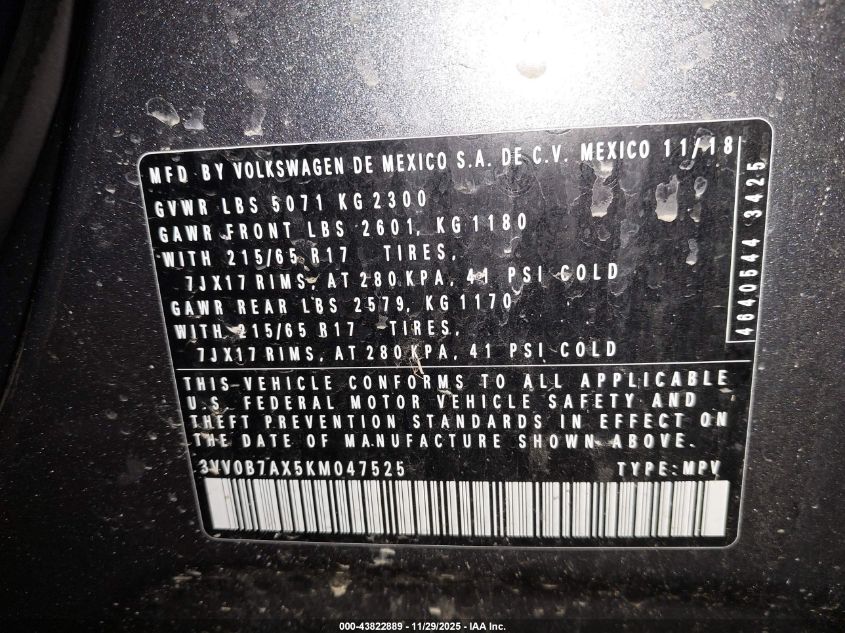 MFD BY VOLKSWAGEN DE MEXICO S.A. DE C.V. MEXICO 11/18
GVWR LBS 5071 KG 2300
GAWR FRONT LBS 2601, KG 1180
WITH 215/65 R17 TIRES,
7JX17 RIMS, AT 280 KPA, 41 PSI COLD
GAWR REAR LBS 2579, KG 1170
WITH 215/65 R17 TIRES,
7JX17 RIMS, AT 280 KPA, 41 PSI COLD
4640544 3425
THIS VEHICLE CONFORMS TO ALL APPLICABLE
U.S. FEDERAL MOTOR VEHICLE SAFETY AND
THEFT PREVENTION STANDARDS IN EFFECT ON
THE DATE OF MANUFACTURE SHOWN ABOVE.
3VV0B7AX5KM047525 TYPE: MPV
000-43822889 - 11/29/2025 - IAA Inc.